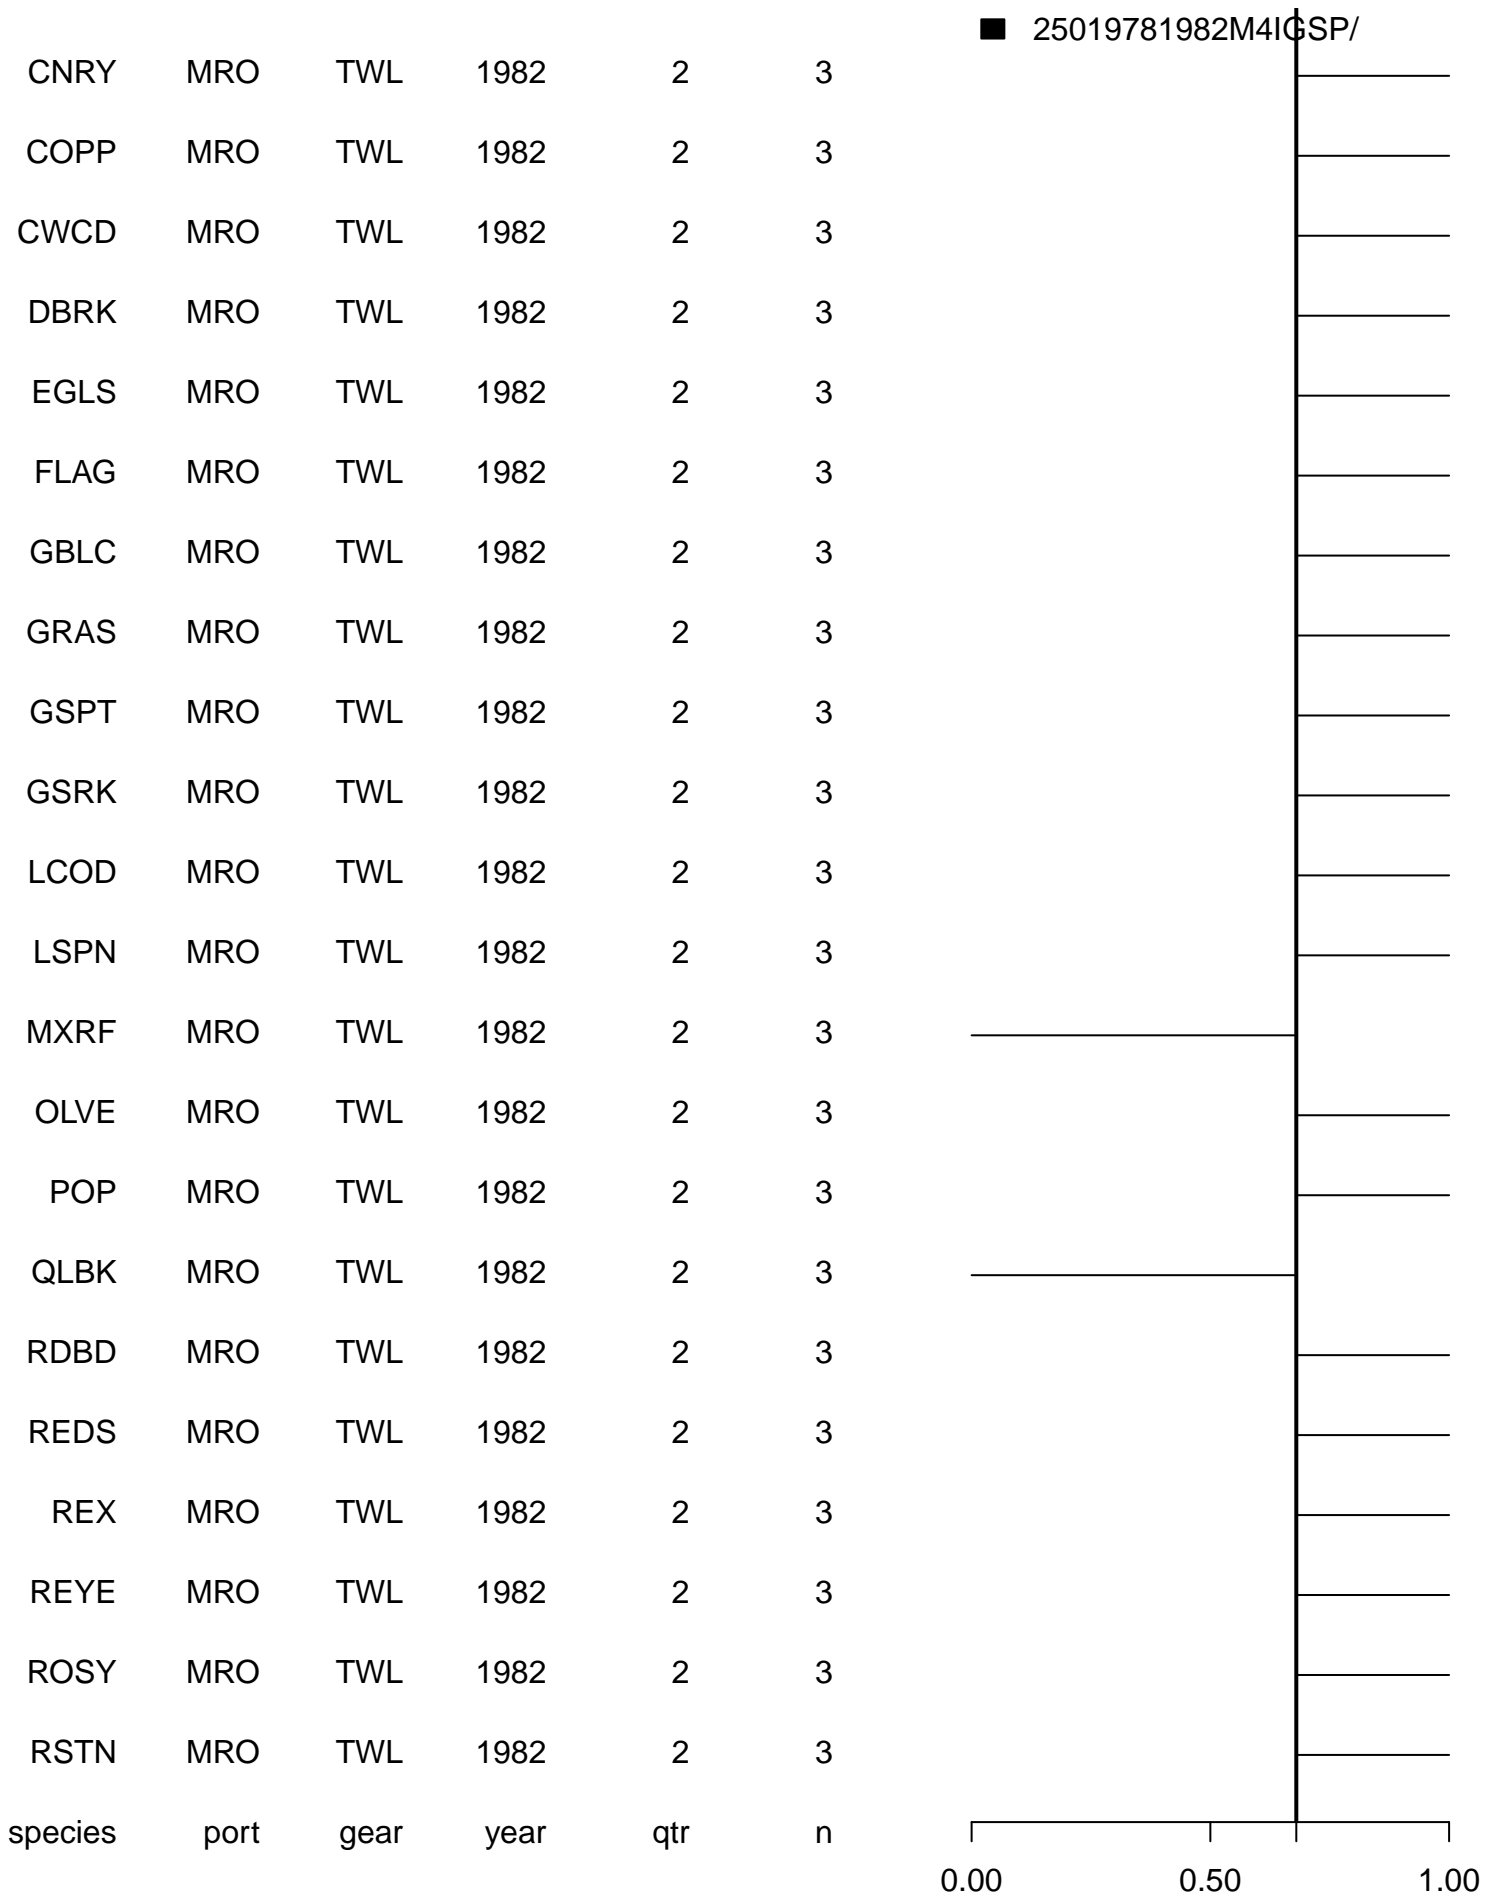 25019781982M4IGSP/
CNRY MRO TWL 1982 2 3
COPP MRO TWL 1982 2 3
CWCD MRO TWL 1982 2 3
DBRK MRO TWL 1982 2 3
EGLS MRO TWL 1982 2 3
FLAG MRO TWL 1982 2 3
GBLC MRO TWL 1982 2 3
GRAS MRO TWL 1982 2 3
GSPT MRO TWL 1982 2 3
GSRK MRO TWL 1982 2 3
LCOD MRO TWL 1982 2 3
LSPN MRO TWL 1982 2 3
MXRF MRO TWL 1982 2 3
OLVE MRO TWL 1982 2 3
POP MRO TWL 1982 2 3
QLBK MRO TWL 1982 2 3
RDBD MRO TWL 1982 2 3
REDS MRO TWL 1982 2 3
REX MRO TWL 1982 2 3
REYE MRO TWL 1982 2 3
ROSY MRO TWL 1982 2 3
RSTN MRO TWL 1982 2 3
species port gear year qtr n
0.00 0.50 1.00